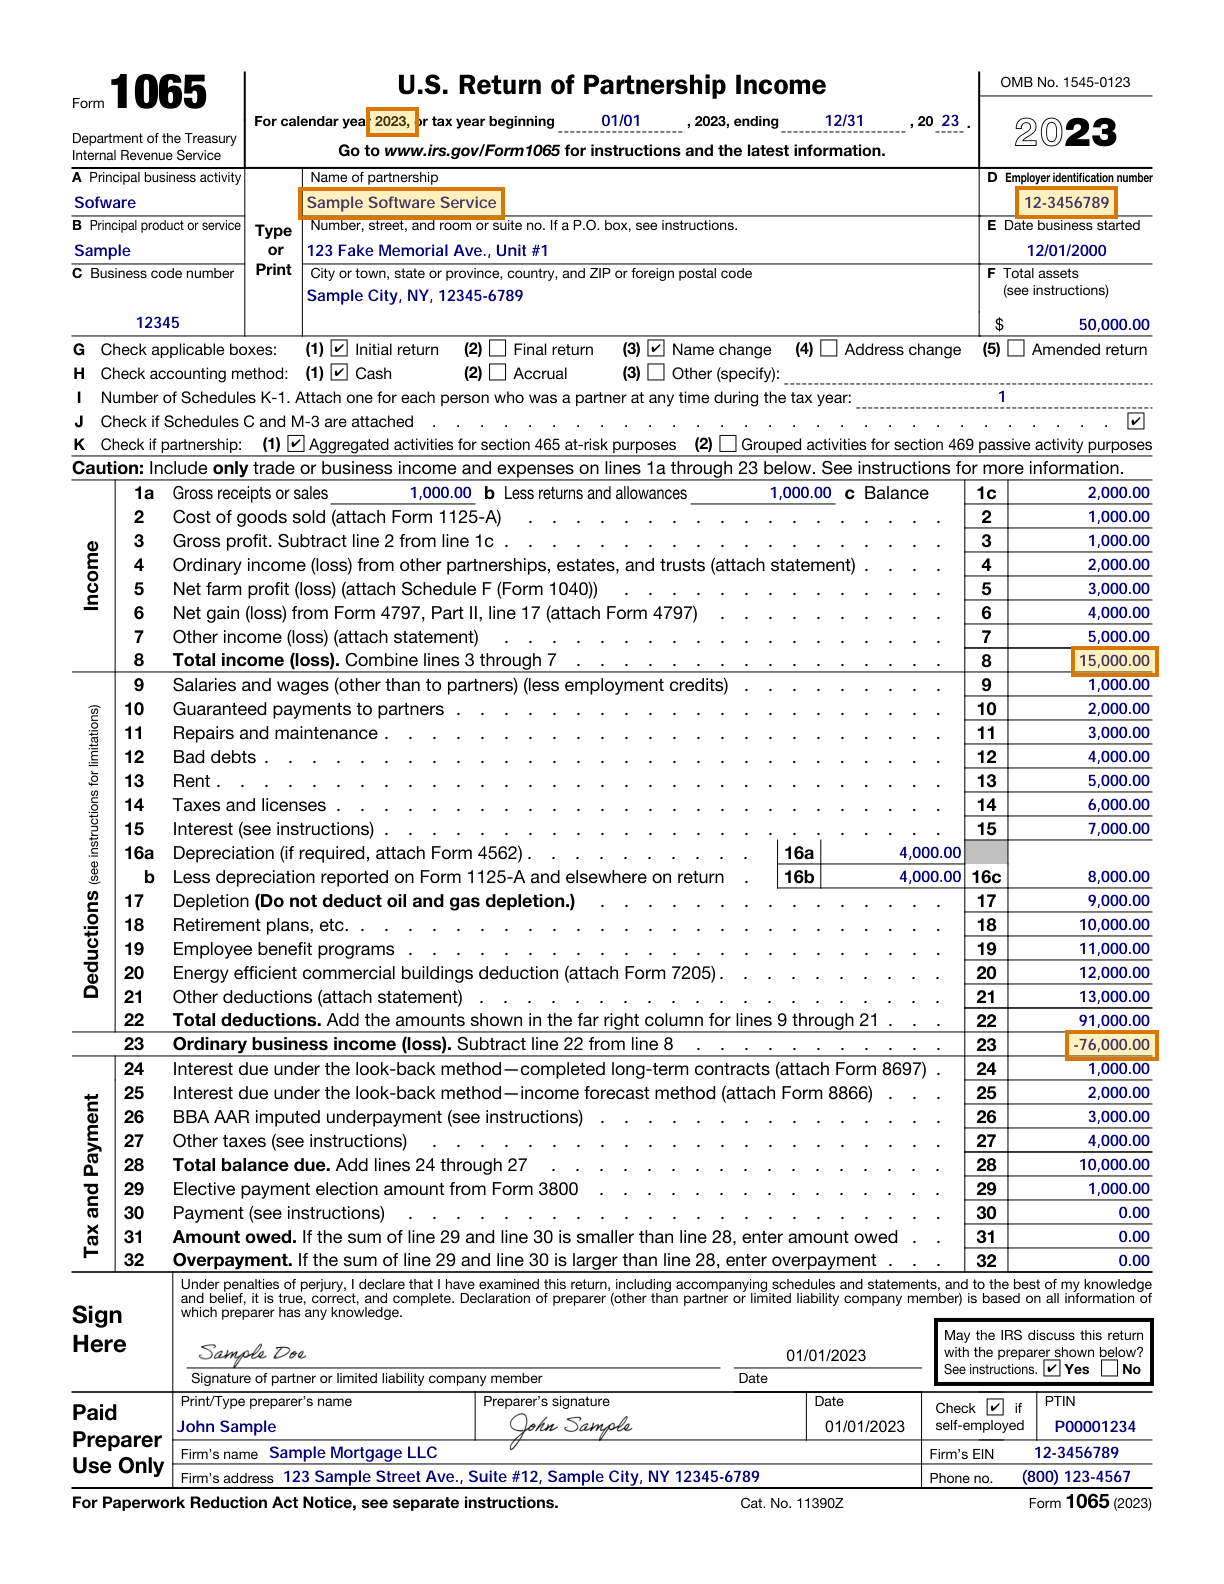 Form 1065
Department of the Treasury
Internal Revenue Service
U.S. Return of Partnership Income
For calendar year 2023, or tax year beginning 01/01 , 2023, ending 12/31 , 20 23 .
Go to www.irs.gov/Form1065 for instructions and the latest information.
OMB No. 1545-0123
2023
A Principal business activity
Sofware
B Principal product or service
Sample
C Business code number
12345
Type or Print
Name of partnership
Sample Software Service
Number, street, and room or suite no. If a P.O. box, see instructions.
123 Fake Memorial Ave., Unit #1
City or town, state or province, country, and ZIP or foreign postal code
Sample City, NY, 12345-6789
D Employer identification number
12-3456789
E Date business started
12/01/2000
F Total assets
(see instructions)
$ 50,000.00
G Check applicable boxes: (1) ✔ Initial return (2) Final return (3) ✔ Name change (4) Address change (5) Amended return
H Check accounting method: (1) ✔ Cash (2) Accrual (3) Other (specify):
I Number of Schedules K-1. Attach one for each person who was a partner at any time during the tax year: 1
J Check if Schedules C and M-3 are attached ✔
K Check if partnership: (1) ✔ Aggregated activities for section 465 at-risk purposes (2) Grouped activities for section 469 passive activity purposes
Caution: Include only trade or business income and expenses on lines 1a through 23 below. See instructions for more information.
Income
1a Gross receipts or sales 1,000.00 b Less returns and allowances 1,000.00 c Balance 1c 2,000.00
2 Cost of goods sold (attach Form 1125-A) 2 1,000.00
3 Gross profit. Subtract line 2 from line 1c 3 1,000.00
4 Ordinary income (loss) from other partnerships, estates, and trusts (attach statement) 4 2,000.00
5 Net farm profit (loss) (attach Schedule F (Form 1040)) 5 3,000.00
6 Net gain (loss) from Form 4797, Part II, line 17 (attach Form 4797) 6 4,000.00
7 Other income (loss) (attach statement) 7 5,000.00
8 Total income (loss). Combine lines 3 through 7 8 15,000.00
Deductions (see instructions for limitations)
9 Salaries and wages (other than to partners) (less employment credits) 9 1,000.00
10 Guaranteed payments to partners 10 2,000.00
11 Repairs and maintenance 11 3,000.00
12 Bad debts 12 4,000.00
13 Rent 13 5,000.00
14 Taxes and licenses 14 6,000.00
15 Interest (see instructions) 15 7,000.00
16a Depreciation (if required, attach Form 4562) 16a 4,000.00
b Less depreciation reported on Form 1125-A and elsewhere on return 16b 4,000.00 16c 8,000.00
17 Depletion (Do not deduct oil and gas depletion.) 17 9,000.00
18 Retirement plans, etc. 18 10,000.00
19 Employee benefit programs 19 11,000.00
20 Energy efficient commercial buildings deduction (attach Form 7205) 20 12,000.00
21 Other deductions (attach statement) 21 13,000.00
22 Total deductions. Add the amounts shown in the far right column for lines 9 through 21 22 91,000.00
23 Ordinary business income (loss). Subtract line 22 from line 8 23 -76,000.00
Tax and Payment
24 Interest due under the look-back method—completed long-term contracts (attach Form 8697) 24 1,000.00
25 Interest due under the look-back method—income forecast method (attach Form 8866) 25 2,000.00
26 BBA AAR imputed underpayment (see instructions) 26 3,000.00
27 Other taxes (see instructions) 27 4,000.00
28 Total balance due. Add lines 24 through 27 28 10,000.00
29 Elective payment election amount from Form 3800 29 1,000.00
30 Payment (see instructions) 30 0.00
31 Amount owed. If the sum of line 29 and line 30 is smaller than line 28, enter amount owed 31 0.00
32 Overpayment. If the sum of line 29 and line 30 is larger than line 28, enter overpayment 32 0.00
Sign Here
Under penalties of perjury, I declare that I have examined this return, including accompanying schedules and statements, and to the best of my knowledge
and belief, it is true, correct, and complete. Declaration of preparer (other than partner or limited liability company member) is based on all information of
which preparer has any knowledge.
Sample Doe
Signature of partner or limited liability company member
01/01/2023
Date
May the IRS discuss this return
with the preparer shown below?
See instructions. ✔ Yes No
Paid Preparer Use Only
Print/Type preparer's name
John Sample
Preparer's signature
John Sample
Date
01/01/2023
Check ✔ if
self-employed
PTIN
P00001234
Firm's name Sample Mortgage LLC
Firm's EIN 12-3456789
Firm's address 123 Sample Street Ave., Suite #12, Sample City, NY 12345-6789
Phone no. (800) 123-4567
For Paperwork Reduction Act Notice, see separate instructions.
Cat. No. 11390Z
Form 1065 (2023)